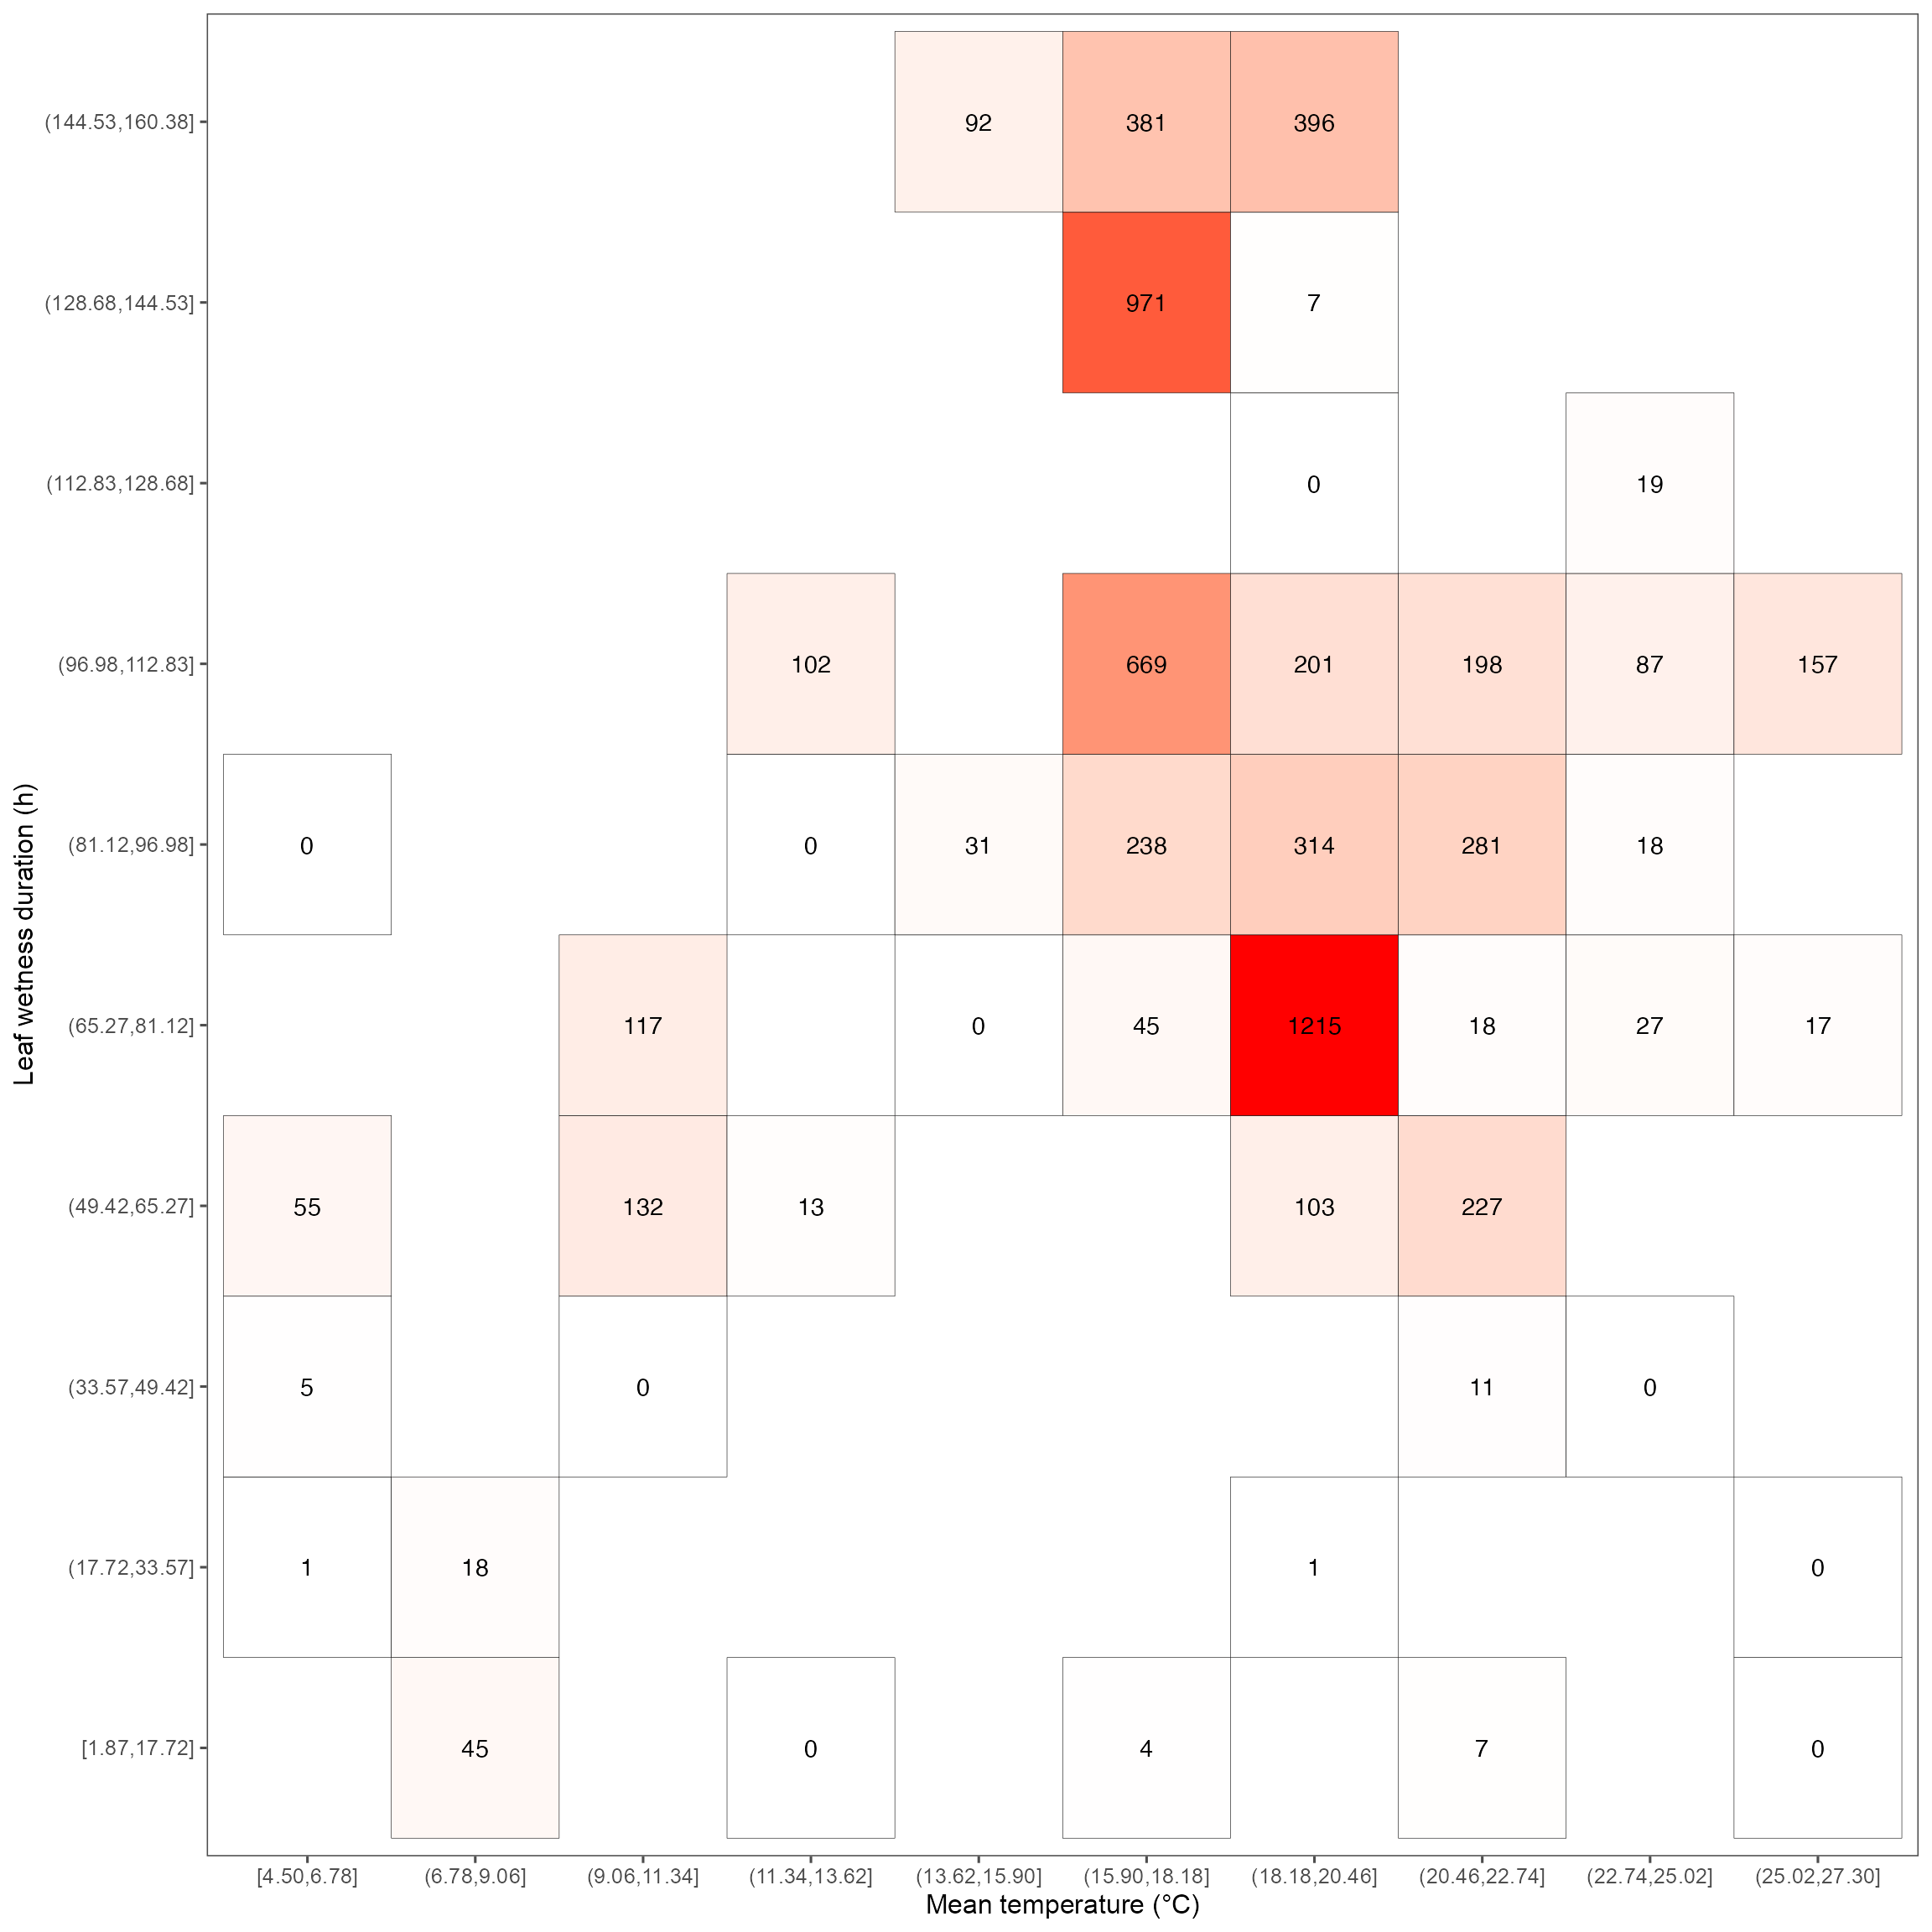 (144.53,160.38] 92 381 396
(128.68,144.53] 971 7
(112.83,128.68] 0 19
(96.98,112.83] 102 669 201 198 87 157
(81.12,96.98] 0 0 31 238 314 281 18
(65.27,81.12] 117 0 45 1215 18 27 17
(49.42,65.27] 55 132 13 103 227
(33.57,49.42] 5 0 11 0
(17.72,33.57] 1 18 1 0
[1.87,17.72] 45 0 4 7 0
[4.50,6.78] (6.78,9.06] (9.06,11.34] (11.34,13.62] (13.62,15.90] (15.90,18.18] (18.18,20.46] (20.46,22.74] (22.74,25.02] (25.02,27.30]
Mean temperature (°C)
Leaf wetness duration (h)